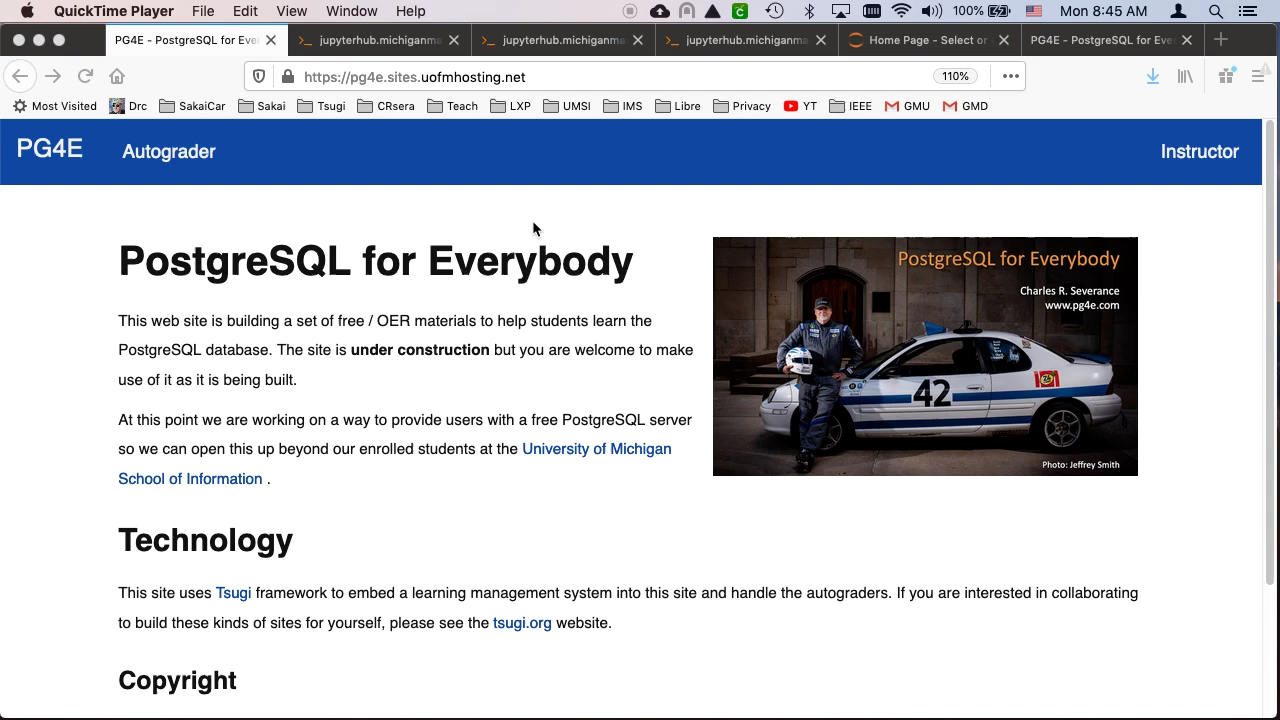 QuickTime Player File Edit View Window Help 100% Mon 8:45 AM
PG4E - PostgreSQL for Eve jupyterhub.michiganma jupyterhub.michiganma jupyterhub.michiganma Home Page - Select or PG4E - PostgreSQL for Eve
https://pg4e.sites.uofmhosting.net 110%
Most Visited Drc SakaiCar Sakai Tsugi CRsera Teach LXP UMSI IMS Libre Privacy YT IEEE GMU GMD
PG4E Autograder Instructor
PostgreSQL for Everybody
This web site is building a set of free / OER materials to help students learn the
PostgreSQL database. The site is under construction but you are welcome to make
use of it as it is being built.
At this point we are working on a way to provide users with a free PostgreSQL server
so we can open this up beyond our enrolled students at the University of Michigan
School of Information .
PostgreSQL for Everybody
Charles R. Severance
www.pg4e.com
42
Photo: Jeffrey Smith
Technology
This site uses Tsugi framework to embed a learning management system into this site and handle the autograders. If you are interested in collaborating
to build these kinds of sites for yourself, please see the tsugi.org website.
Copyright